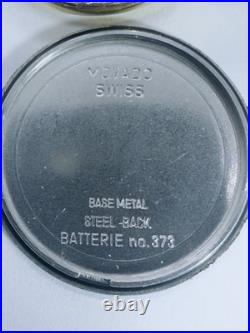 MOVADO
SWISS
BASE METAL
STEEL-BACK
BATTERIE no.373